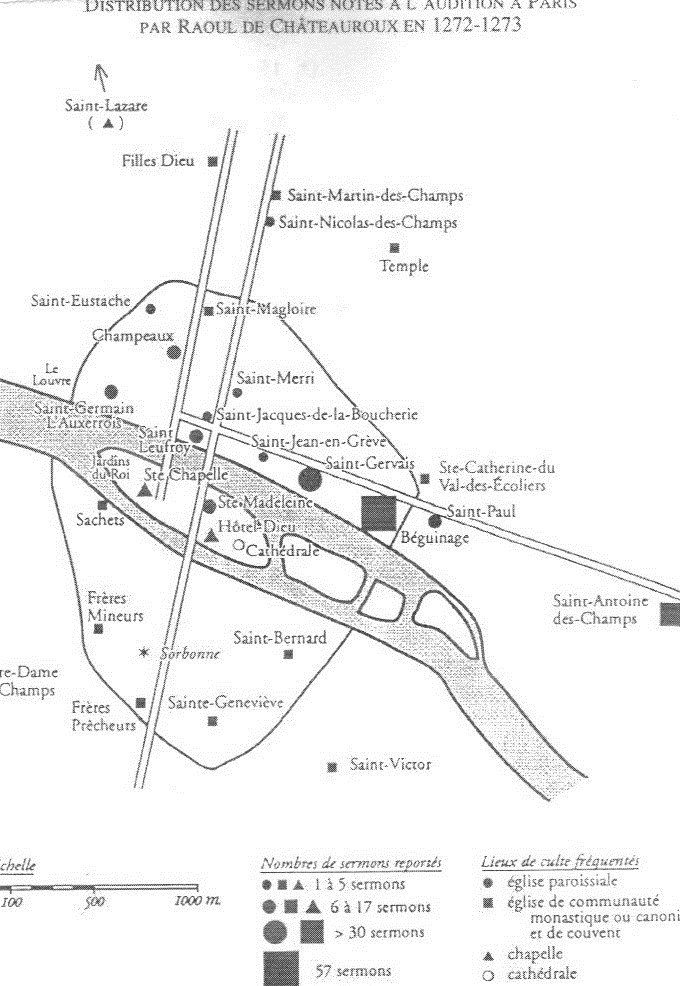 DISTRIBUTION DES SERMONS NOTÉS À L'AUDITION À PARIS
PAR RAOUL DE CHÂTEAUROUX EN 1272-1273
Saint-Lazare
( ▲ )
Filles Dieu
Saint-Martin-des-Champs
Saint-Nicolas-des-Champs
Temple
Saint-Eustache
Saint-Magloire
Champeaux
Le
Louvre
Saint-Merri
Saint-Germain
L'Auxerrois
Saint-Jacques-de-la-Boucherie
Saint
Leufroy
Saint-Jean-en-Grève
Saint-Gervais
Ste-Catherine-du
Val-des-Écoliers
Jardins
du Roi
Ste Chapelle
Sachets
Ste Madeleine
Saint-Paul
Hôtel-Dieu
Béguinage
Cathédrale
Frères
Mineurs
Saint-Antoine
des-Champs
Saint-Bernard
Sorbonne
re-Dame
Champs
Frères
Prêcheurs
Sainte-Geneviève
Saint-Victor
chelle
100 500 1000 m.
Nombres de sermons reportés
1 à 5 sermons
6 à 17 sermons
> 30 sermons
57 sermons
Lieux de culte fréquentés
église paroissiale
église de communauté
monastique ou canoni
et de couvent
chapelle
cathédrale